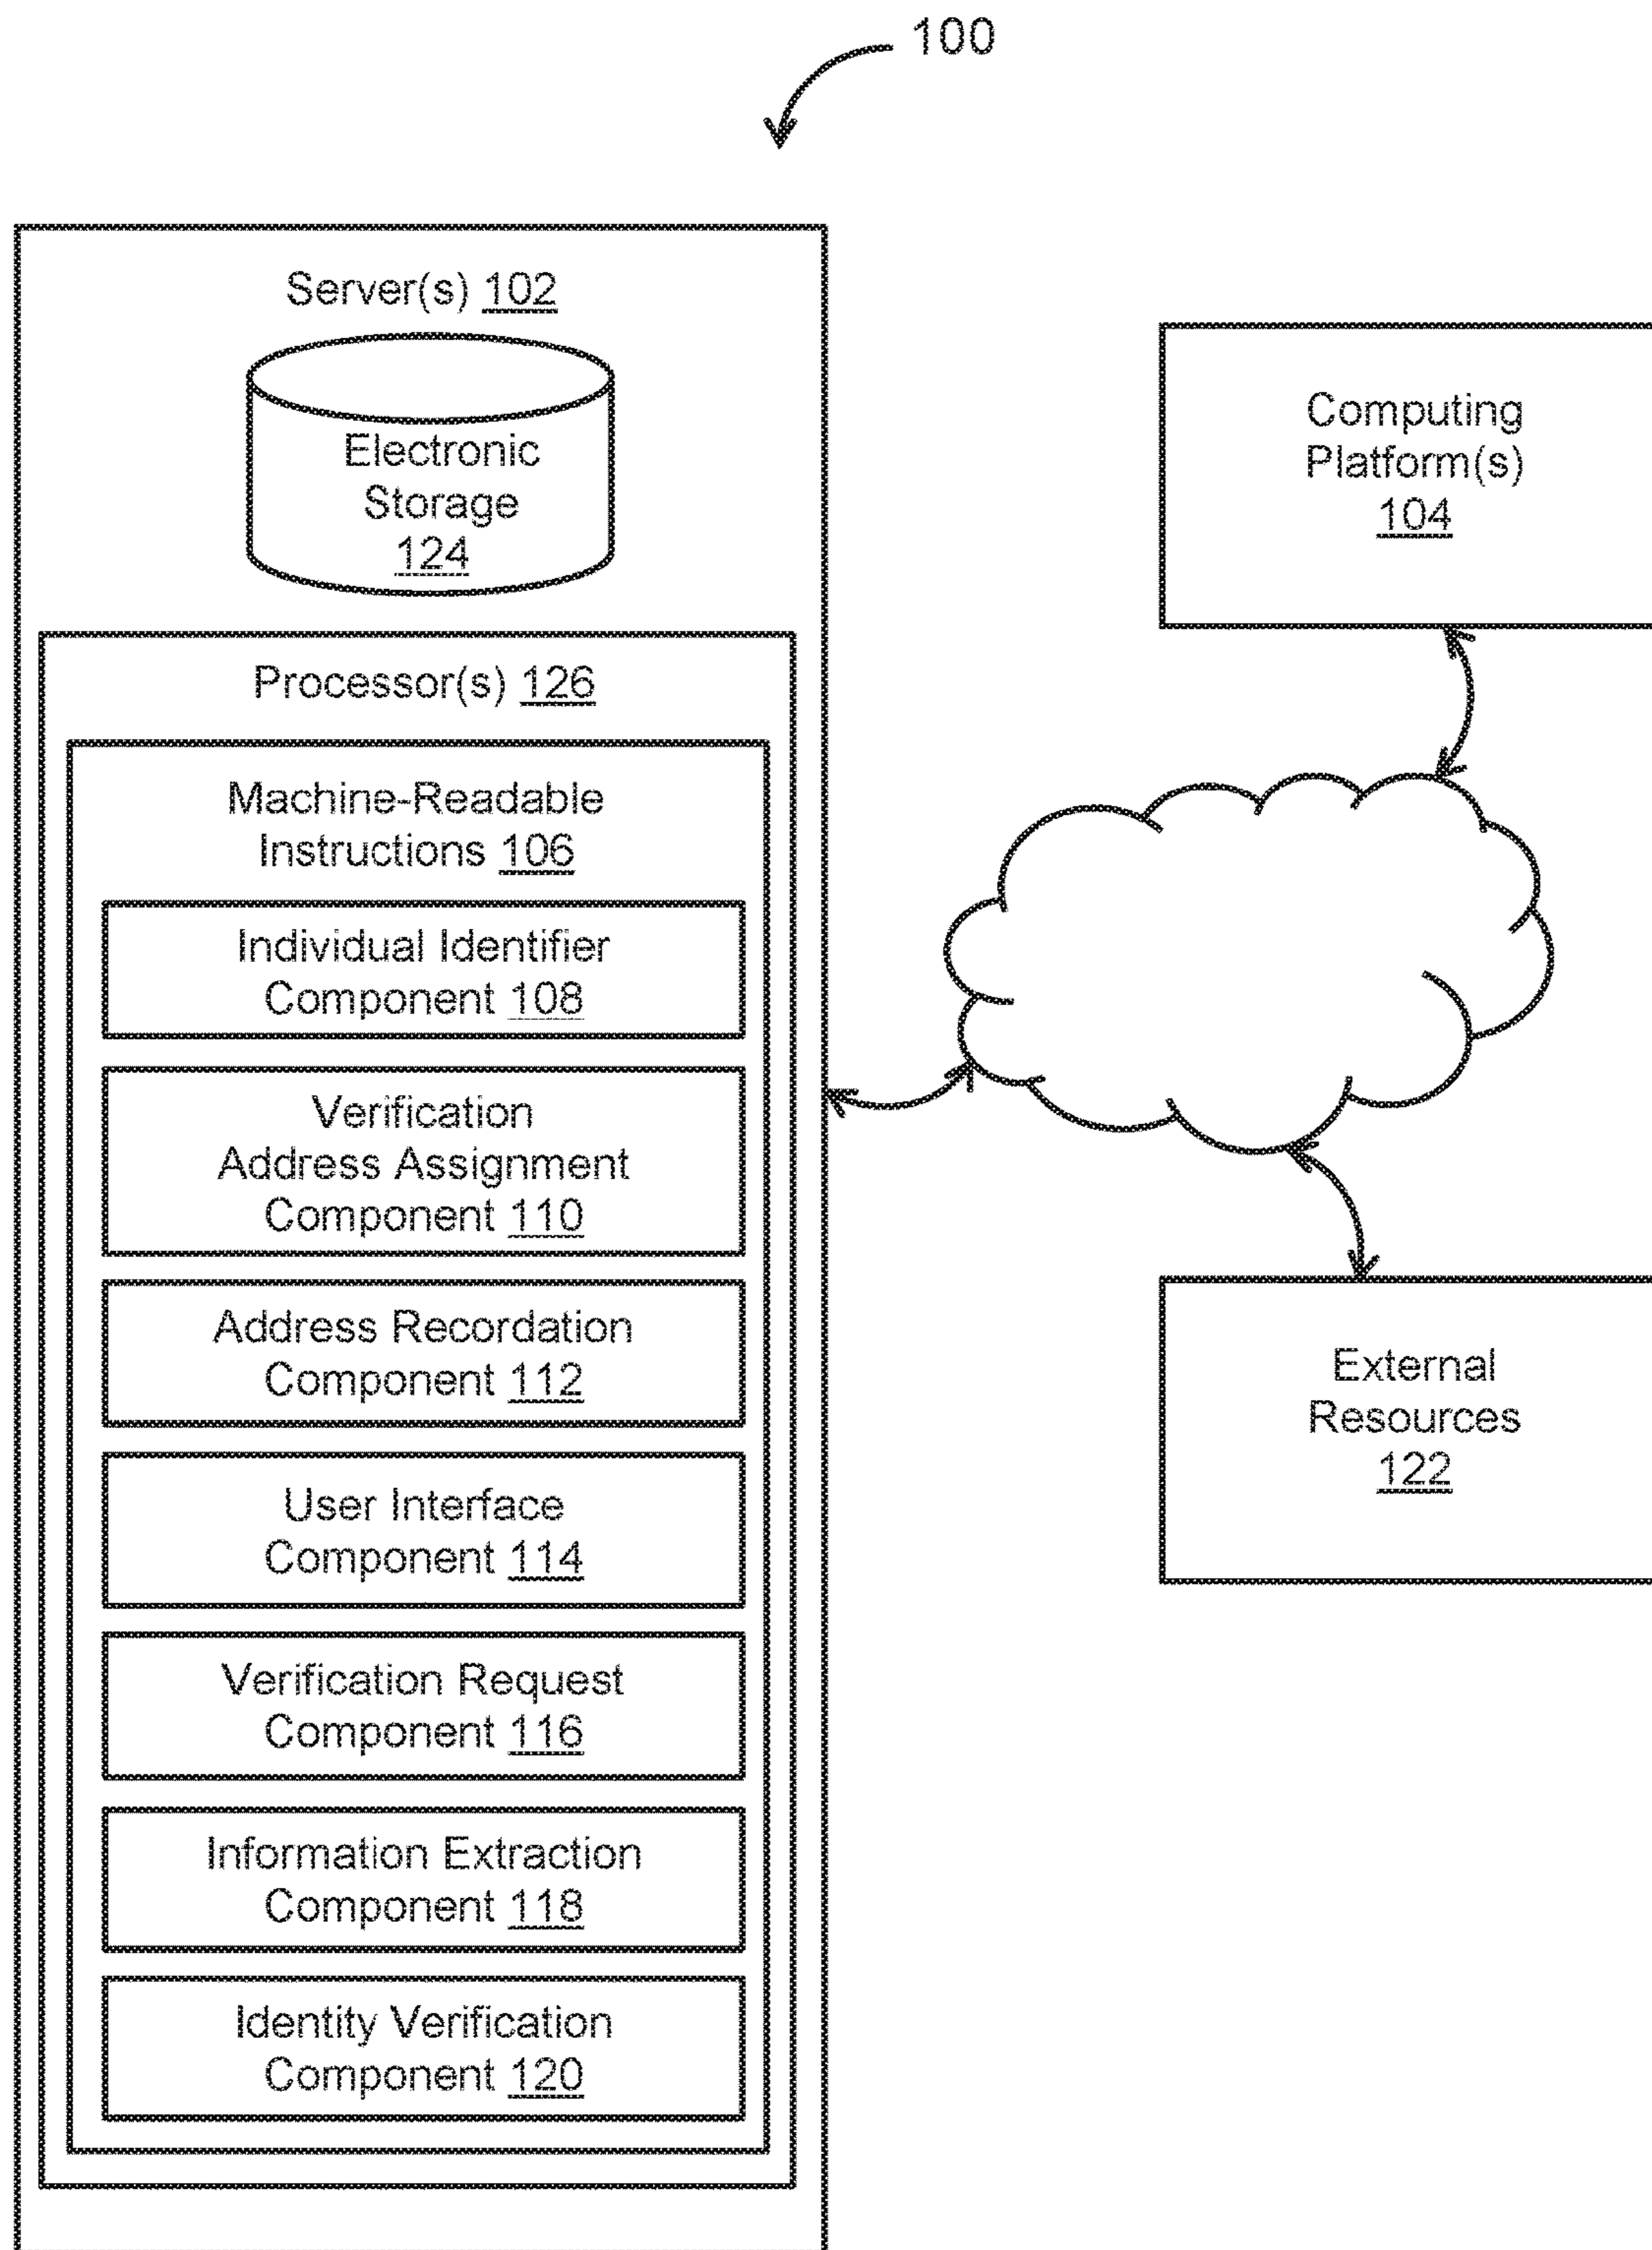 100
Server(s) 102
Electronic
Storage
124
Processor(s) 126
Machine-Readable
Instructions 106
Individual Identifier
Component 108
Verification
Address Assignment
Component 110
Address Recordation
Component 112
User Interface
Component 114
Verification Request
Component 116
Information Extraction
Component 118
Identity Verification
Component 120
Computing
Platform(s)
104
External
Resources
122